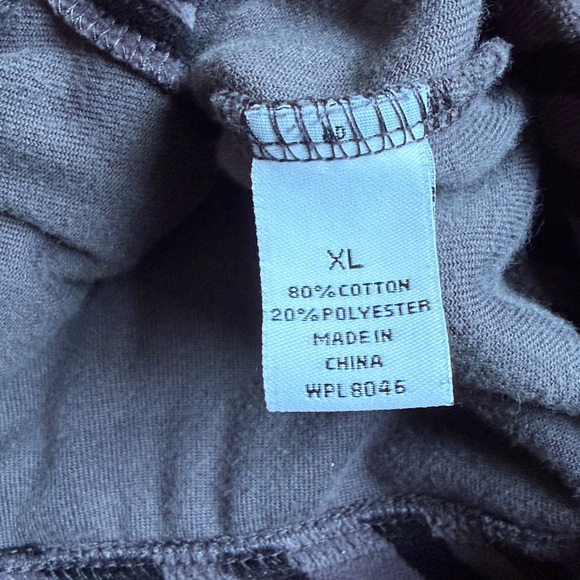 XL
80% COTTON
20% POLYESTER
MADE IN
CHINA
WPL8046